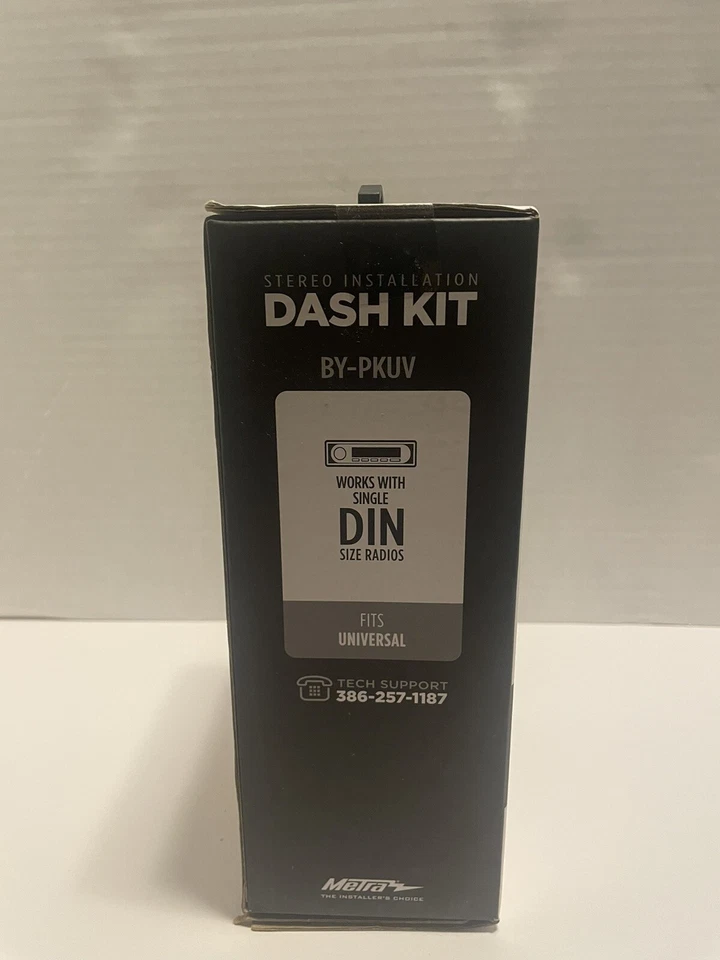 STEREO INSTALLATION
DASH KIT
BY-PKUV
WORKS WITH
SINGLE
DIN
SIZE RADIOS
FITS
UNIVERSAL
TECH SUPPORT
386-257-1187
Metra
THE INSTALLER'S CHOICE